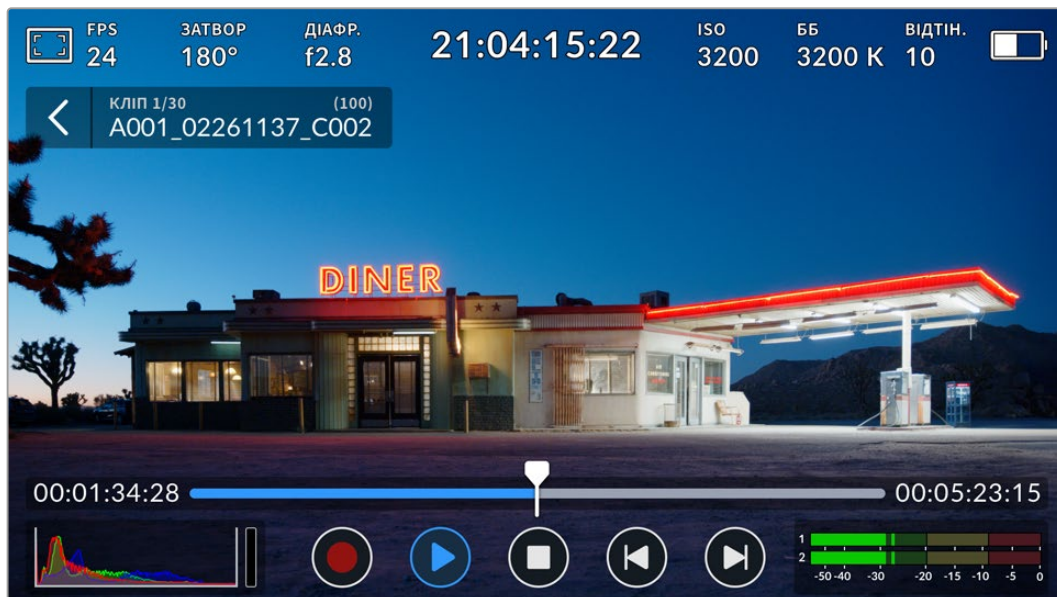 FPS ЗАТВОР ДІАФР. 21:04:15:22 ISO ББ ВІДТІН.
24 180° f2.8 3200 3200 K 10
КЛІП 1/30 (100)
A001_02261137_C002
DINER
00:01:34:28 00:05:23:15
1
2
-50 -40 -30 -20 -15 -10 -5 0